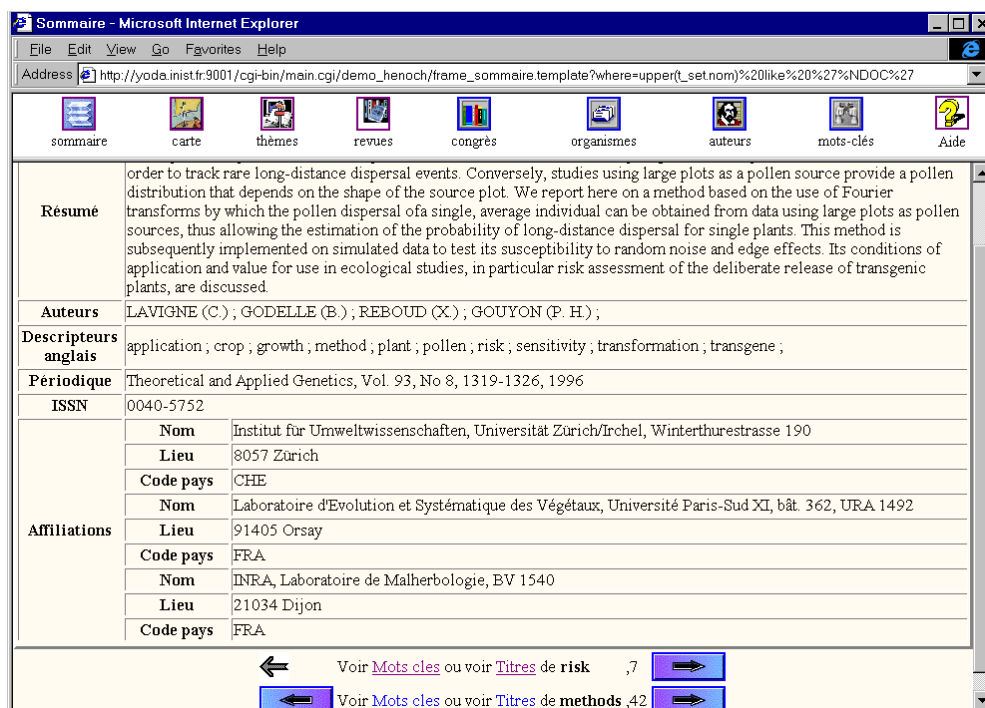 Sommaire - Microsoft Internet Explorer
File Edit View Go Favorites Help
Address http://yoda.inist.fr:9001/cgi-bin/main.cgi/demo_henoch/frame_sommaire.template?where=upper(t_set.nom)%20like%20%27%NDOC%27
sommaire carte thèmes revues congrès organismes auteurs mots-clés Aide
order to track rare long-distance dispersal events. Conversely, studies using large plots as a pollen source provide a pollen
distribution that depends on the shape of the source plot. We report here on a method based on the use of Fourier
Résumé transforms by which the pollen dispersal ofa single, average individual can be obtained from data using large plots as pollen
sources, thus allowing the estimation of the probability of long-distance dispersal for single plants. This method is
subsequently implemented on simulated data to test its susceptibility to random noise and edge effects. Its conditions of
application and value for use in ecological studies, in particular risk assessment of the deliberate release of transgenic
plants, are discussed.
Auteurs LAVIGNE (C.) ; GODELLE (B.) ; REBOUD (X.) ; GOUYON (P. H.) ;
Descripteurs anglais application ; crop ; growth ; method ; plant ; pollen ; risk ; sensitivity ; transformation ; transgene ;
Périodique Theoretical and Applied Genetics, Vol. 93, No 8, 1319-1326, 1996
ISSN 0040-5752
Nom Institut für Umweltwissenschaften, Universität Zürich/Irchel, Winterthurestrasse 190
Lieu 8057 Zürich
Code pays CHE
Nom Laboratoire d'Evolution et Systématique des Végétaux, Université Paris-Sud XI, bât. 362, URA 1492
Affiliations Lieu 91405 Orsay
Code pays FRA
Nom INRA, Laboratoire de Malherbologie, BV 1540
Lieu 21034 Dijon
Code pays FRA
Voir Mots cles ou voir Titres de risk ,7
Voir Mots cles ou voir Titres de methods ,42